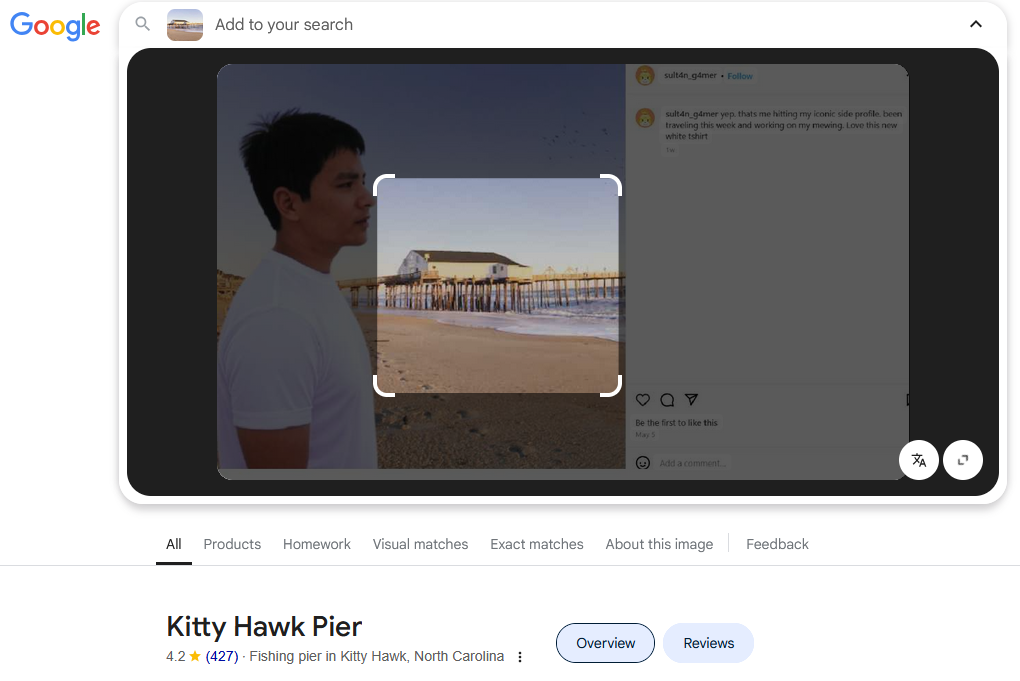 Google
Add to your search
sult4n_g4mer • Follow
sult4n_g4mer yep, thats me hitting my iconic side profile. been
traveling this week and working on my mewing. Love this new
white tshirt
1w
Be the first to like this
May 5
Add a comment...
All
Products
Homework
Visual matches
Exact matches
About this image
Feedback
Kitty Hawk Pier
4.2 ★ (427) · Fishing pier in Kitty Hawk, North Carolina
Overview
Reviews